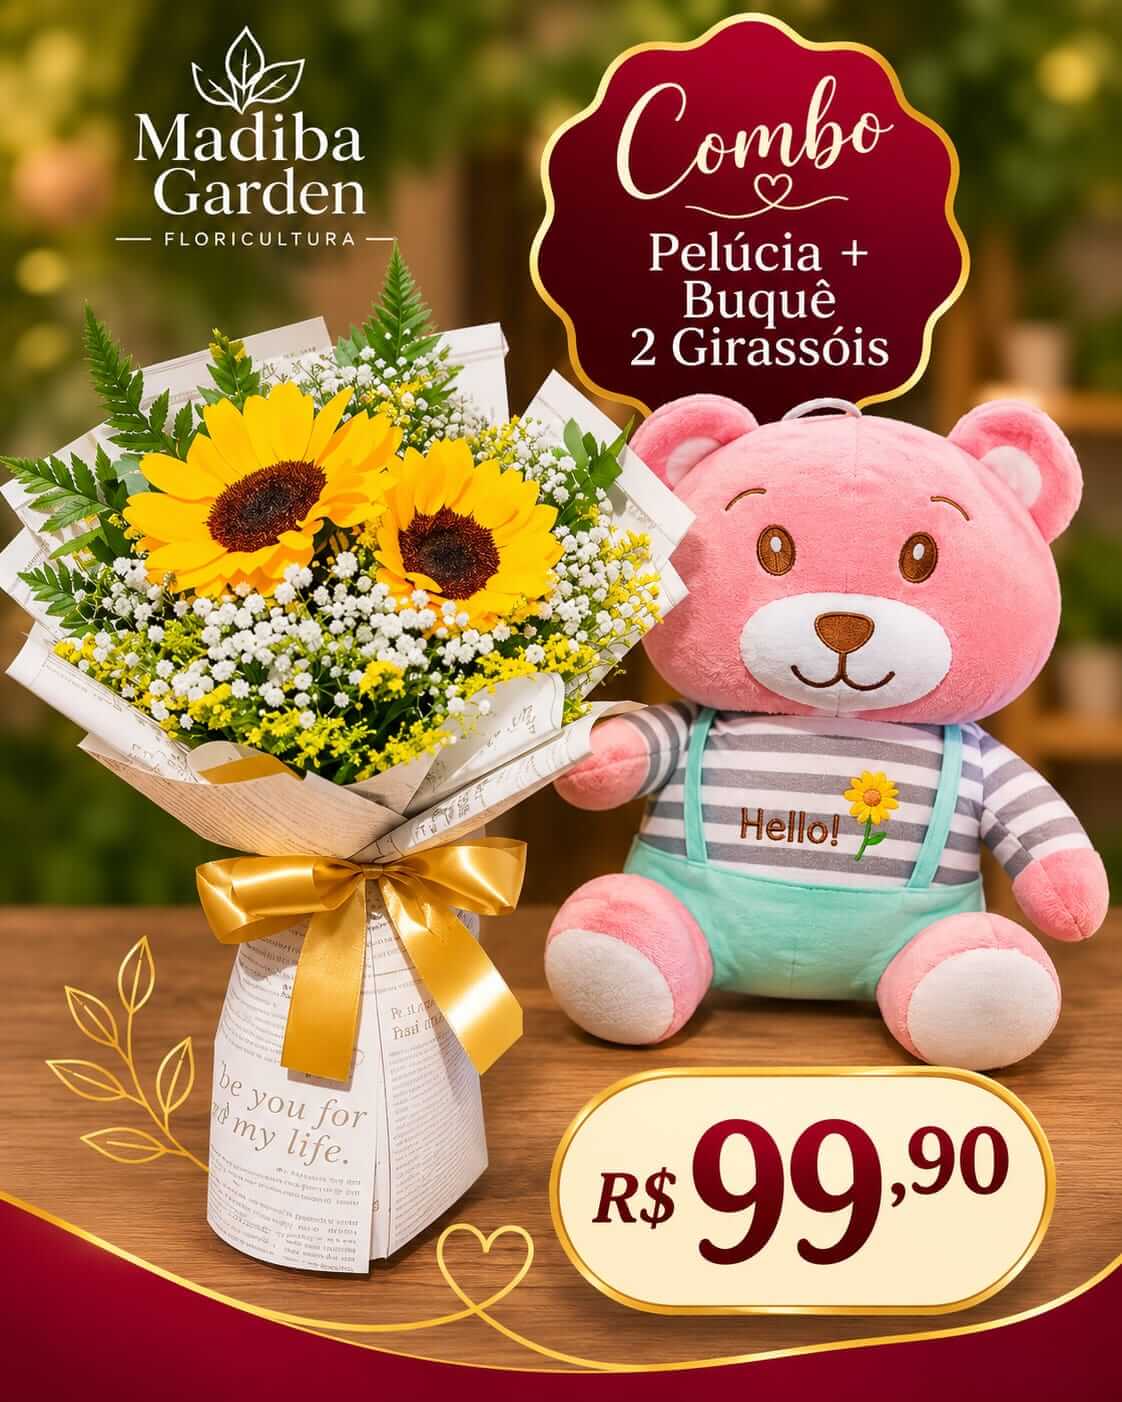 Madiba
Garden
FLORICULTURA
Combo
Pelúcia +
Buquê
2 Girassóis
Hello!
be you for
my life.
R$ 99,90